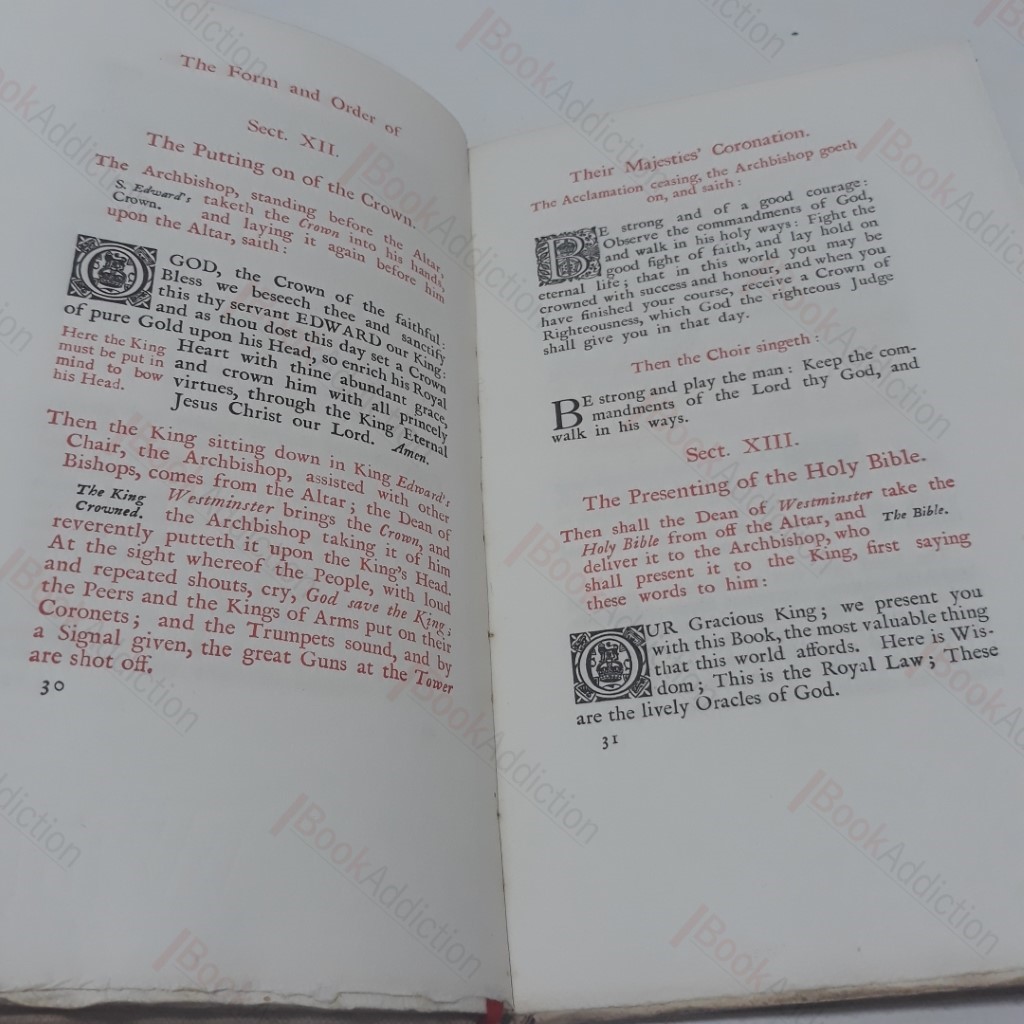 The Form and Order of
Sect. XII.
The Putting on of the Crown.
The Archbishop, standing before the Altar,
S. Edward's taketh the Crown into his hands,
Crown. and laying it again before him
upon the Altar, saith:
O GOD, the Crown of the faithful:
Bless we beseech thee and sanctify
this thy servant EDWARD our King:
and as thou dost this day set a Crown
of pure Gold upon his Head, so enrich his Royal
Here the King Heart with thine abundant grace,
must be put in and crown him with all princely
mind to bow virtues, through the King Eternal
his Head. Jesus Christ our Lord. Amen.
Then the King sitting down in King Edward's
Chair, the Archbishop, assisted with other
Bishops, comes from the Altar; the Dean of
The King Westminster brings the Crown, and
Crowned. the Archbishop taking it of him
reverently putteth it upon the King's Head.
At the sight whereof the People, with loud
and repeated shouts, cry, God save the King;
the Peers and the Kings of Arms put on their
Coronets; and the Trumpets sound, and by
a Signal given, the great Guns at the Tower
are shot off.
30
Their Majesties' Coronation.
The Acclamation ceasing, the Archbishop goeth
on, and saith:
BE strong and of a good courage:
Observe the commandments of God,
and walk in his holy ways: Fight the
good fight of faith, and lay hold on
eternal life; that in this world you may be
crowned with success and honour, and when you
have finished your course, receive a Crown of
Righteousness, which God the righteous Judge
shall give you in that day.
Then the Choir singeth:
BE strong and play the man: Keep the com-
mandments of the Lord thy God, and
walk in his ways.
Sect. XIII.
The Presenting of the Holy Bible.
Then shall the Dean of Westminster take the
Holy Bible from off the Altar, and The Bible.
deliver it to the Archbishop, who
shall present it to the King, first saying
these words to him:
OUR Gracious King; we present you
with this Book, the most valuable thing
that this world affords. Here is Wis-
dom; This is the Royal Law; These
are the lively Oracles of God.
31
BookAddiction